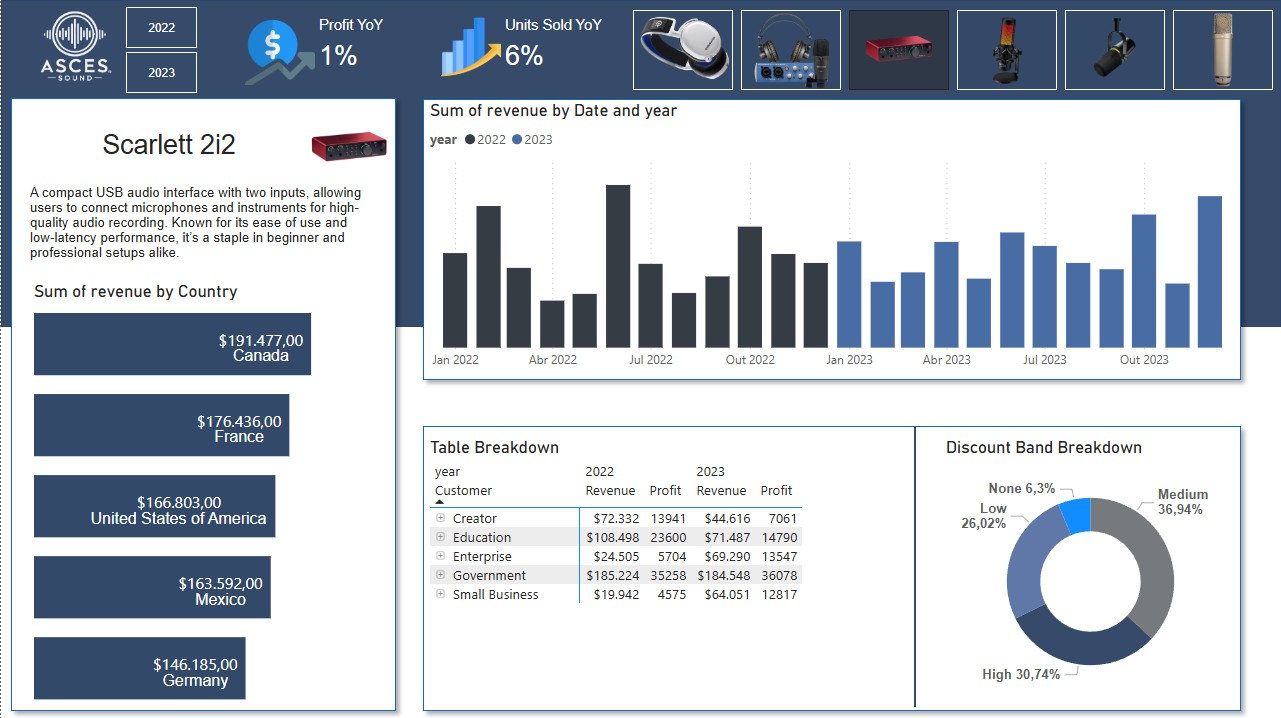 ASCES
SOUND
2022
2023
Profit YoY
1%
Units Sold YoY
6%
Scarlett 2i2
A compact USB audio interface with two inputs, allowing
users to connect microphones and instruments for high-
quality audio recording. Known for its ease of use and
low-latency performance, it's a staple in beginner and
professional setups alike.
Sum of revenue by Country
$191.477,00
Canada
$176.436,00
France
$166.803,00
United States of America
$163.592,00
Mexico
$146.185,00
Germany
Sum of revenue by Date and year
year 2022 2023
Jan 2022 Abr 2022 Jul 2022 Out 2022 Jan 2023 Abr 2023 Jul 2023 Out 2023
Table Breakdown
year 2022 2023
Customer Revenue Profit Revenue Profit
Creator $72.332 13941 $44.616 7061
Education $108.498 23600 $71.487 14790
Enterprise $24.505 5704 $69.290 13547
Government $185.224 35258 $184.548 36078
Small Business $19.942 4575 $64.051 12817
Discount Band Breakdown
None 6,3%
Medium
36,94%
Low
26,02%
High 30,74%